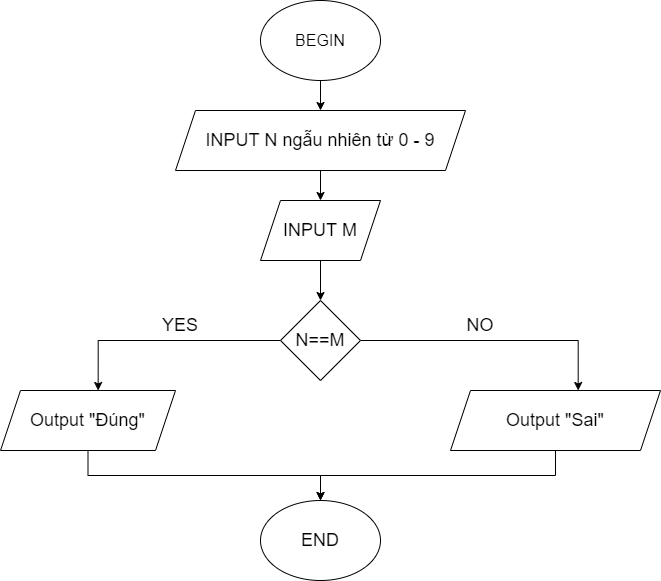 BEGIN
INPUT N ngẫu nhiên từ 0 - 9
INPUT M
YES
N==M
NO
Output "Đúng"
Output "Sai"
END